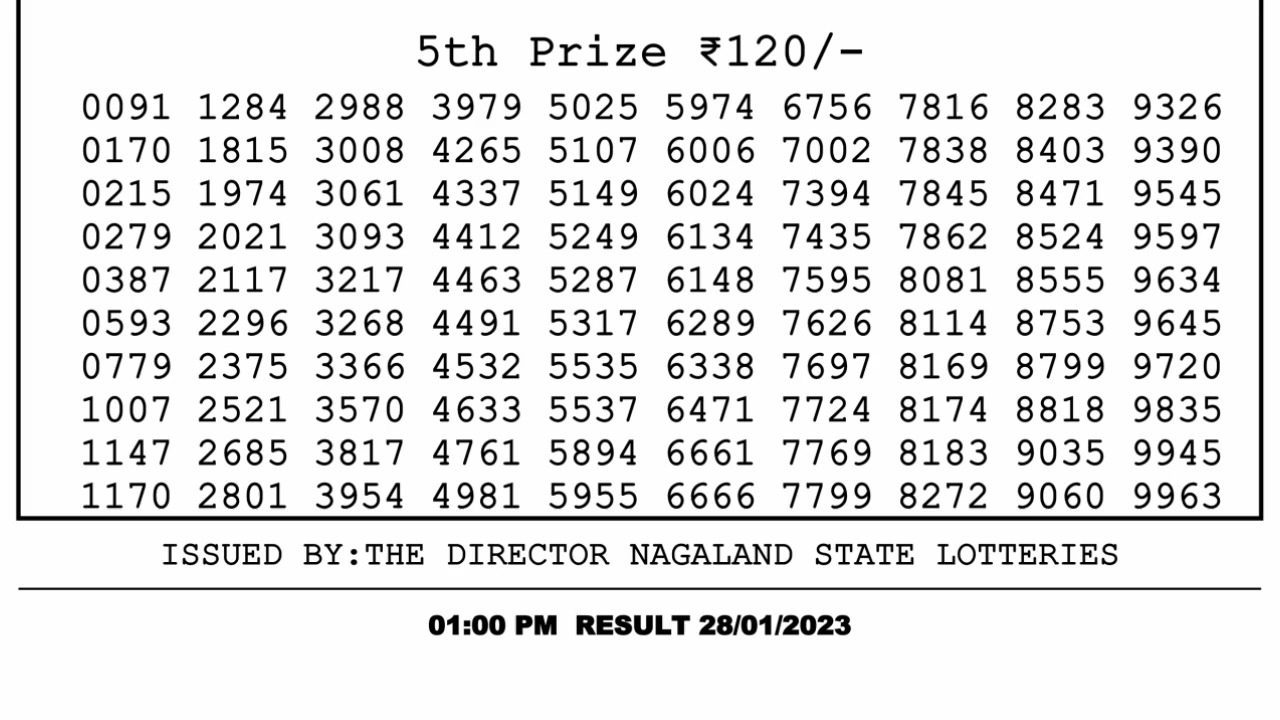 5th Prize ₹120/-
0091 1284 2988 3979 5025 5974 6756 7816 8283 9326
0170 1815 3008 4265 5107 6006 7002 7838 8403 9390
0215 1974 3061 4337 5149 6024 7394 7845 8471 9545
0279 2021 3093 4412 5249 6134 7435 7862 8524 9597
0387 2117 3217 4463 5287 6148 7595 8081 8555 9634
0593 2296 3268 4491 5317 6289 7626 8114 8753 9645
0779 2375 3366 4532 5535 6338 7697 8169 8799 9720
1007 2521 3570 4633 5537 6471 7724 8174 8818 9835
1147 2685 3817 4761 5894 6661 7769 8183 9035 9945
1170 2801 3954 4981 5955 6666 7799 8272 9060 9963
ISSUED BY:THE DIRECTOR NAGALAND STATE LOTTERIES
01:00 PM RESULT 28/01/2023